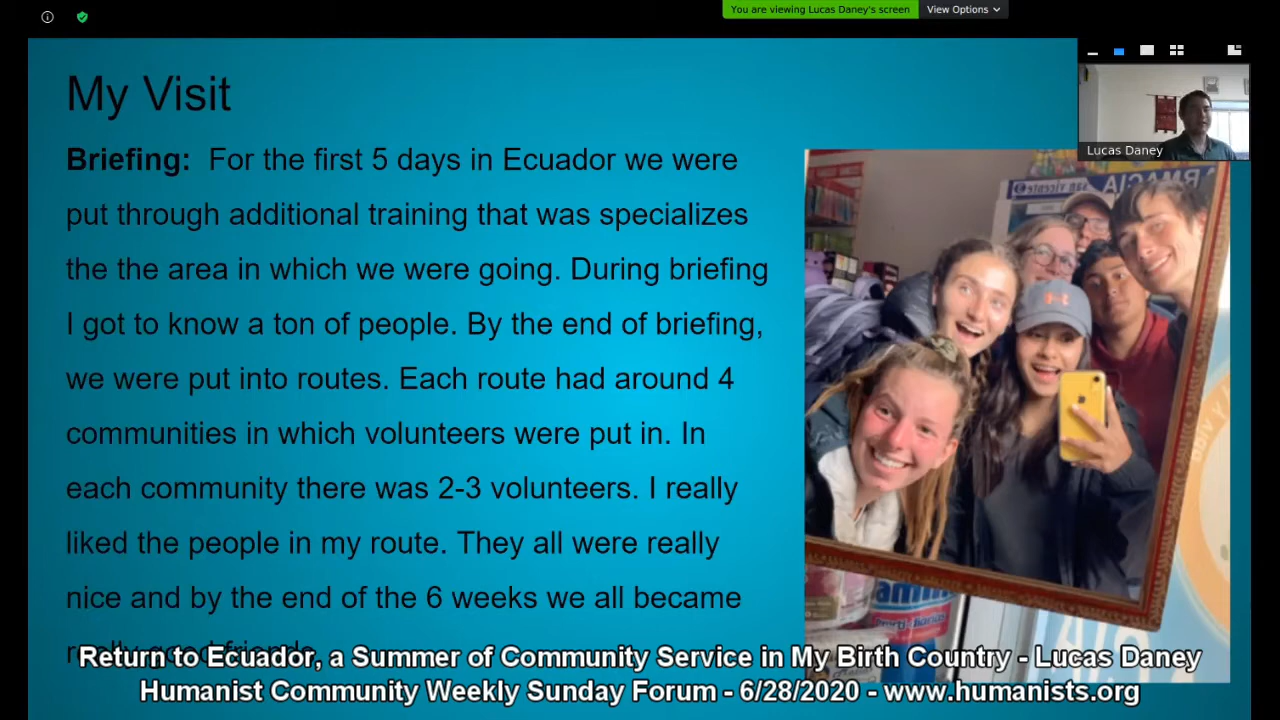 You are viewing Lucas Daney's screen
View Options
My Visit
Lucas Daney
Briefing: For the first 5 days in Ecuador we were
put through additional training that was specializes
the the area in which we were going. During briefing
I got to know a ton of people. By the end of briefing,
we were put into routes. Each route had around 4
communities in which volunteers were put in. In
each community there was 2-3 volunteers. I really
liked the people in my route. They all were really
nice and by the end of the 6 weeks we all became
really good friends.
Return to Ecuador, a Summer of Community Service in My Birth Country - Lucas Daney
Humanist Community Weekly Sunday Forum - 6/28/2020 - www.humanists.org